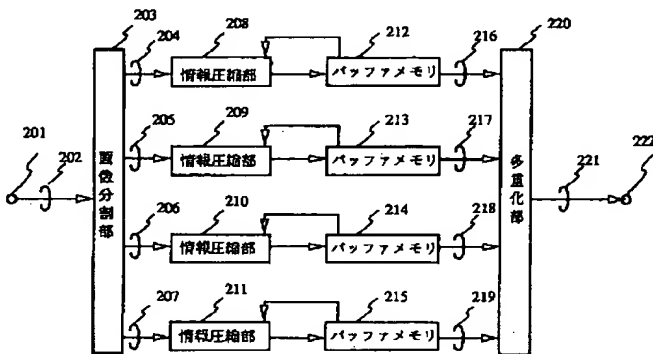 203
204
208
212
216
220
情報圧縮部
バッファメモリ
205
209
213
217
情報圧縮部
バッファメモリ
201
202
画像分割部
多重化部
221
222
206
210
214
218
情報圧縮部
バッファメモリ
207
211
215
219
情報圧縮部
バッファメモリ